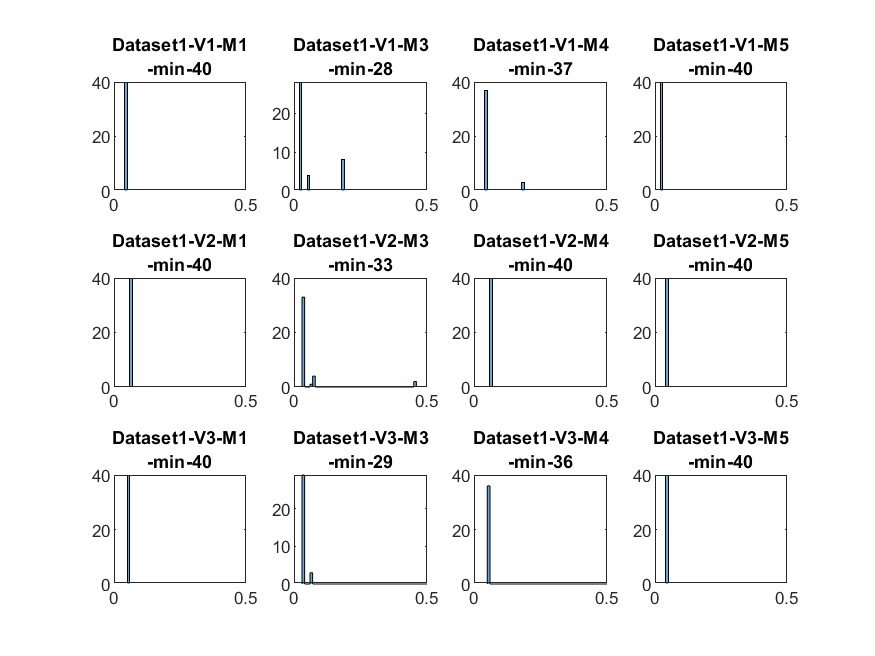 Dataset1-V1-M1
-min-40
Dataset1-V1-M3
-min-28
Dataset1-V1-M4
-min-37
Dataset1-V1-M5
-min-40
40
20
0
0 0.5
20
10
0
0 0.5
40
20
0
0 0.5
40
20
0
0 0.5
Dataset1-V2-M1
-min-40
Dataset1-V2-M3
-min-33
Dataset1-V2-M4
-min-40
Dataset1-V2-M5
-min-40
40
20
0
0 0.5
40
20
0
0 0.5
40
20
0
0 0.5
40
20
0
0 0.5
Dataset1-V3-M1
-min-40
Dataset1-V3-M3
-min-29
Dataset1-V3-M4
-min-36
Dataset1-V3-M5
-min-40
40
20
0
0 0.5
20
10
0
0 0.5
40
20
0
0 0.5
40
20
0
0 0.5